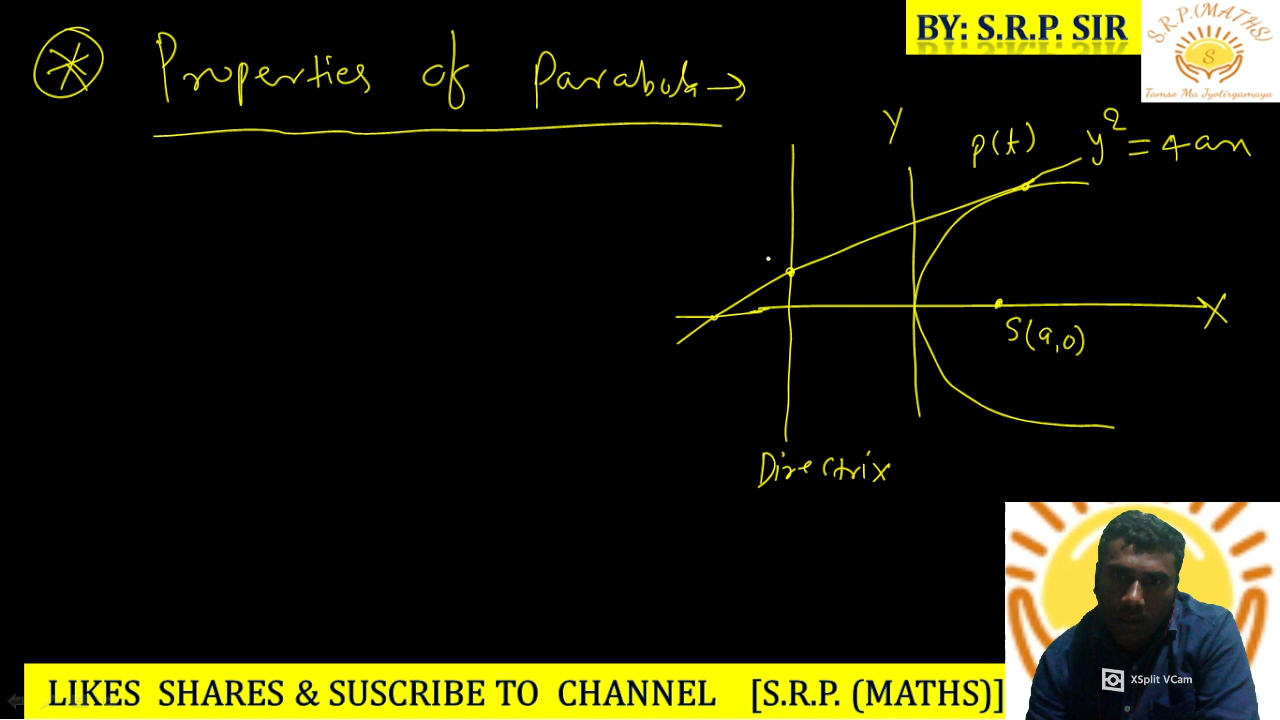 BY: S.R.P. SIR
S.R.P.(MATHS)
S
Tamso Ma Jyotirgamaya
* Properties of Parabola →
Y
P(t)
y² = 4ax
X
S(a,0)
Directrix
XSplit VCam
LIKES SHARES & SUSCRIBE TO CHANNEL [S.R.P. (MATHS)]